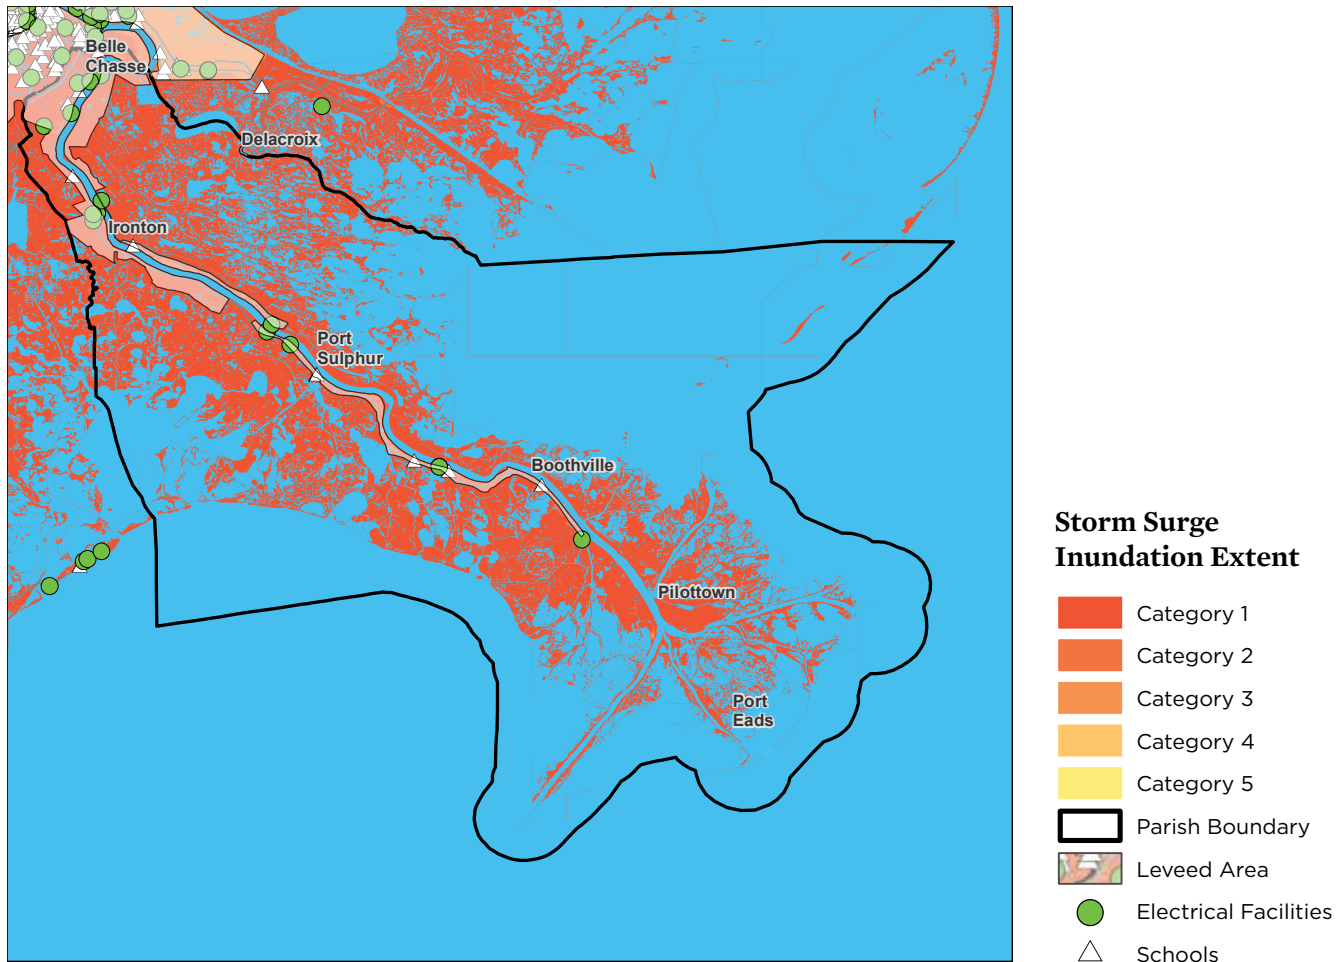 Belle
Chasse
Delacroix
Ironton
Port
Sulphur
Boothville
Pilottown
Port
Eads
Storm Surge
Inundation Extent
Category 1
Category 2
Category 3
Category 4
Category 5
Parish Boundary
Leveed Area
Electrical Facilities
Schools